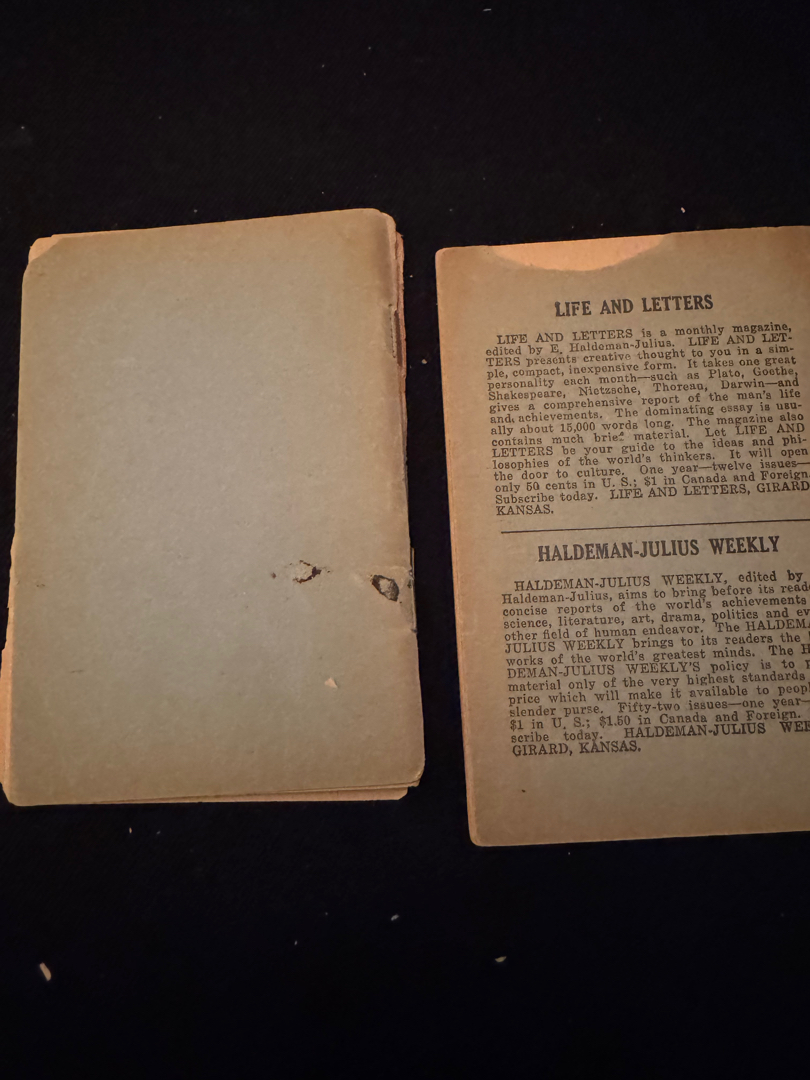 LIFE AND LETTERS
LIFE AND LETTERS is a monthly magazine,
edited by E. Haldeman-Julius. LIFE AND LET-
TERS presents creative thought to you in a sim-
ple, compact, inexpensive form. It takes one great
personality each month—such as Plato, Goethe,
Shakespeare, Nietzsche, Thoreau, Darwin—and
gives a comprehensive report of the man's life
and achievements. The dominating essay is usu-
ally about 15,000 words long. The magazine also
contains much brief material. Let LIFE AND
LETTERS be your guide to the ideas and phi-
losophies of the world's thinkers. It will open
the door to culture. One year—twelve issues—
only 50 cents in U. S.; $1 in Canada and Foreign.
Subscribe today. LIFE AND LETTERS, GIRARD
KANSAS.
HALDEMAN-JULIUS WEEKLY
HALDEMAN-JULIUS WEEKLY, edited by
Haldeman-Julius, aims to bring before its read
concise reports of the world's achievements
science, literature, art, drama, politics and ev
other field of human endeavor. The HALDEMA
JULIUS WEEKLY brings to its readers the
works of the world's greatest minds. The H
DEMAN-JULIUS WEEKLY'S policy is to
material only of the very highest standards
price which will make it available to peopl
slender purse. Fifty-two issues—one year—
$1 in U. S.; $1.50 in Canada and Foreign.
scribe today. HALDEMAN-JULIUS WEE
GIRARD, KANSAS.